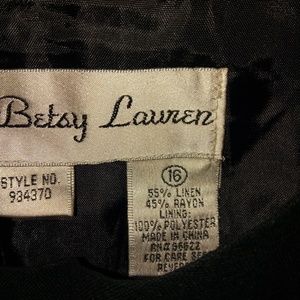 Betsy Lauren
STYLE NO.
934370
16
55% LINEN
45% RAYON
LINING:
100% POLYESTER
MADE IN CHINA
RN# 66622
FOR CARE SEE
REVERSE